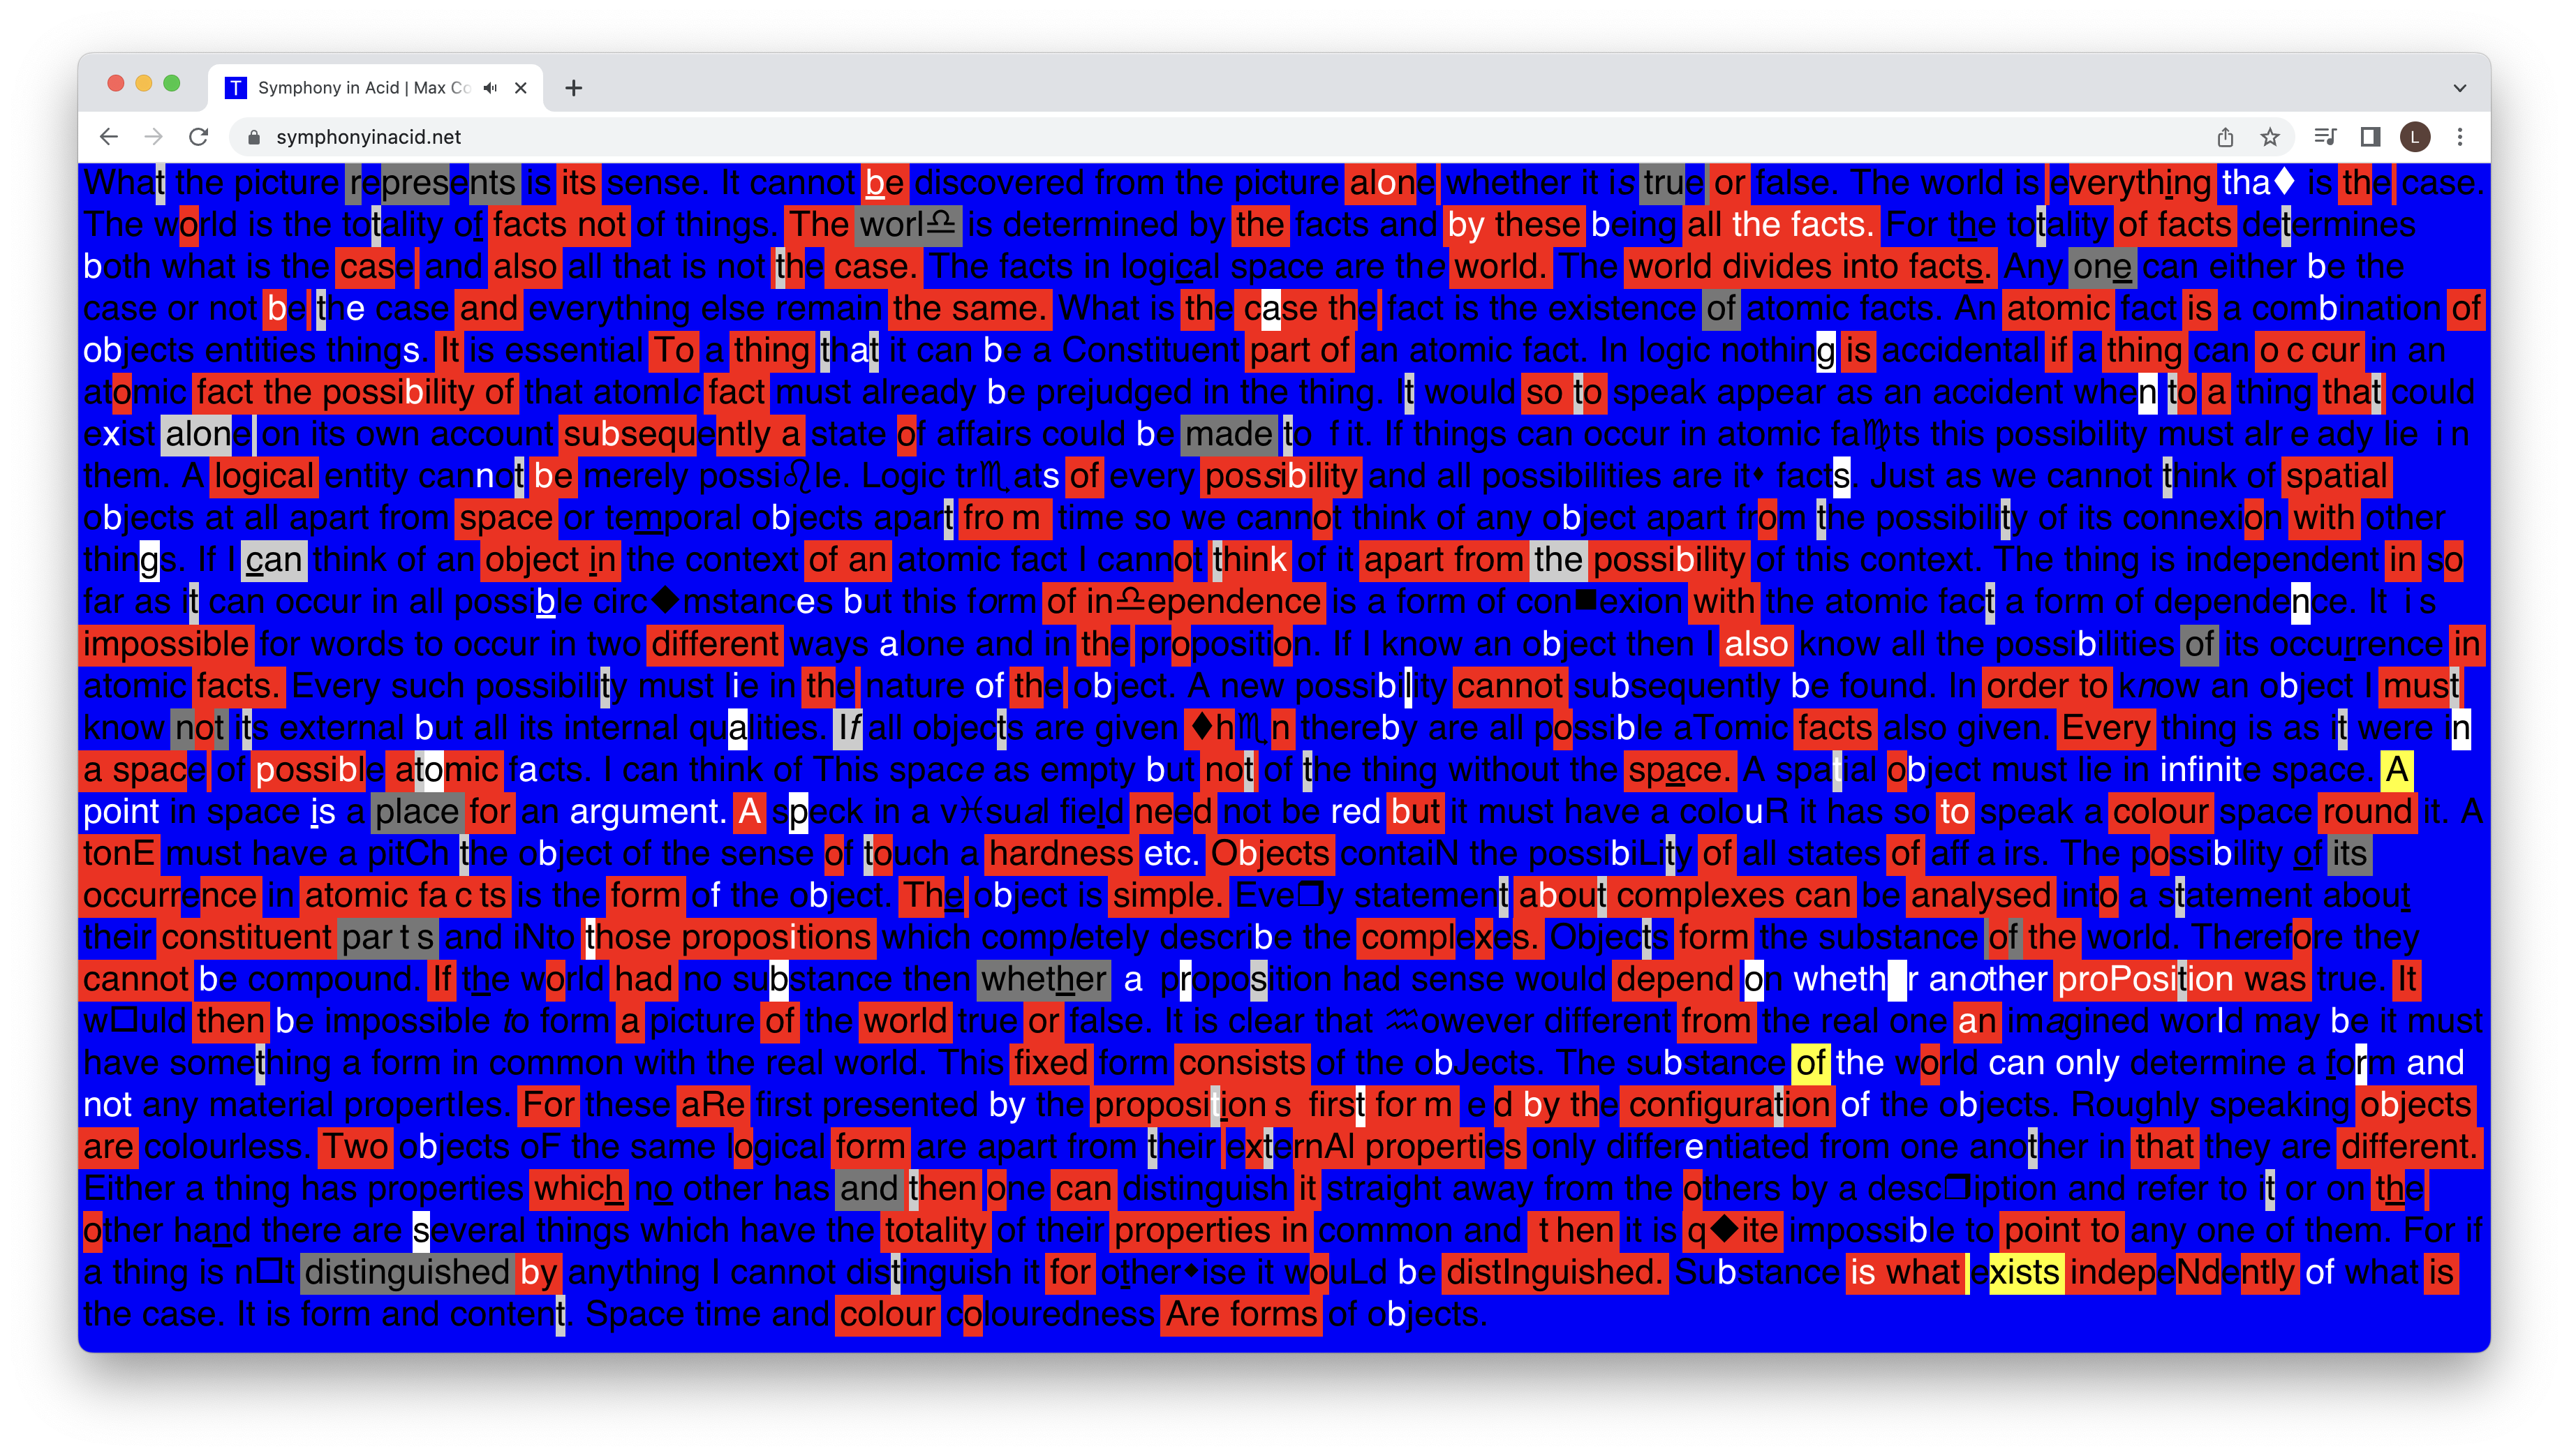 Symphony in Acid | Max Co
symphonyinacid.net
L
What the picture represents is its sense. It cannot be discovered from the picture alone whether it is true or false. The world is everything tha♦ is the case.
The world is the totality of facts not of things. The worl♎ is determined by the facts and by these being all the facts. For the totality of facts determines
both what is the case and also all that is not the case. The facts in logical space are the world. The world divides into facts. Any one can either be the
case or not be the case and everything else remain the same. What is the case the fact is the existence of atomic facts. An atomic fact is a combination of
objects entities things. It is essential To a thing that it can be a Constituent part of an atomic fact. In logic nothing is accidental if a thing can o c cur in an
atomic fact the possibility of that atomIc fact must already be prejudged in the thing. It would so to speak appear as an accident when to a thing that could
exist alone on its own account subsequently a state of affairs could be made to f it. If things can occur in atomic fa♍ts this possibility must alr e ady lie i n
them. A logical entity cannot be merely possi♌le. Logic tr♏ats of every possibility and all possibilities are it⬧ facts. Just as we cannot think of spatial
objects at all apart from space or temporal objects apart fro m time so we cannot think of any object apart from the possibility of its connexion with other
things. If I can think of an object in the context of an atomic fact I cannot think of it apart from the possibility of this context. The thing is independent in so
far as it can occur in all possible circ◆mstances but this form of in♎ependence is a form of con■exion with the atomic fact a form of dependence. It i s
impossible for words to occur in two different ways alone and in the proposition. If I know an object then I also know all the possibilities of its occurrence in
atomic facts. Every such possibility must lie in the nature of the object. A new possibility cannot subsequently be found. In order to know an object I must
know not its external but all its internal qualities. If all objects are given ♦h♏n thereby are all possible aTomic facts also given. Every thing is as it were in
a space of possible atomic facts. I can think of This space as empty but not of the thing without the space. A spatial object must lie in infinite space. A
point in space is a place for an argument. A speck in a v♓sual field need not be red but it must have a colouR it has so to speak a colour space round it. A
tonE must have a pitCh the object of the sense of touch a hardness etc. Objects contaiN the possibiLity of all states of aff a irs. The possibility of its
occurrence in atomic fa c ts is the form of the object. The object is simple. Eve❒y statement about complexes can be analysed into a statement about
their constituent par t s and iNto those propositions which completely describe the complexes. Objects form the substance of the world. Therefore they
cannot be compound. If the world had no substance then whether a proposition had sense would depend on wheth r another proPosition was true. It
w□uld then be impossible to form a picture of the world true or false. It is clear that ♒owever different from the real one an imagined world may be it must
have something a form in common with the real world. This fixed form consists of the obJects. The substance of the world can only determine a form and
not any material propertIes. For these aRe first presented by the proposition s first for m e d by the configuration of the objects. Roughly speaking objects
are colourless. Two objects oF the same logical form are apart from their externAl properties only differentiated from one another in that they are different.
Either a thing has properties which no other has and then one can distinguish it straight away from the others by a desc❒iption and refer to it or on the
other hand there are several things which have the totality of their properties in common and t hen it is q◆ite impossible to point to any one of them. For if
a thing is n□t distinguished by anything I cannot distinguish it for other⬥ise it wouLd be distInguished. Substance is what exists indepeNdently of what is
the case. It is form and content. Space time and colour colouredness Are forms of objects.